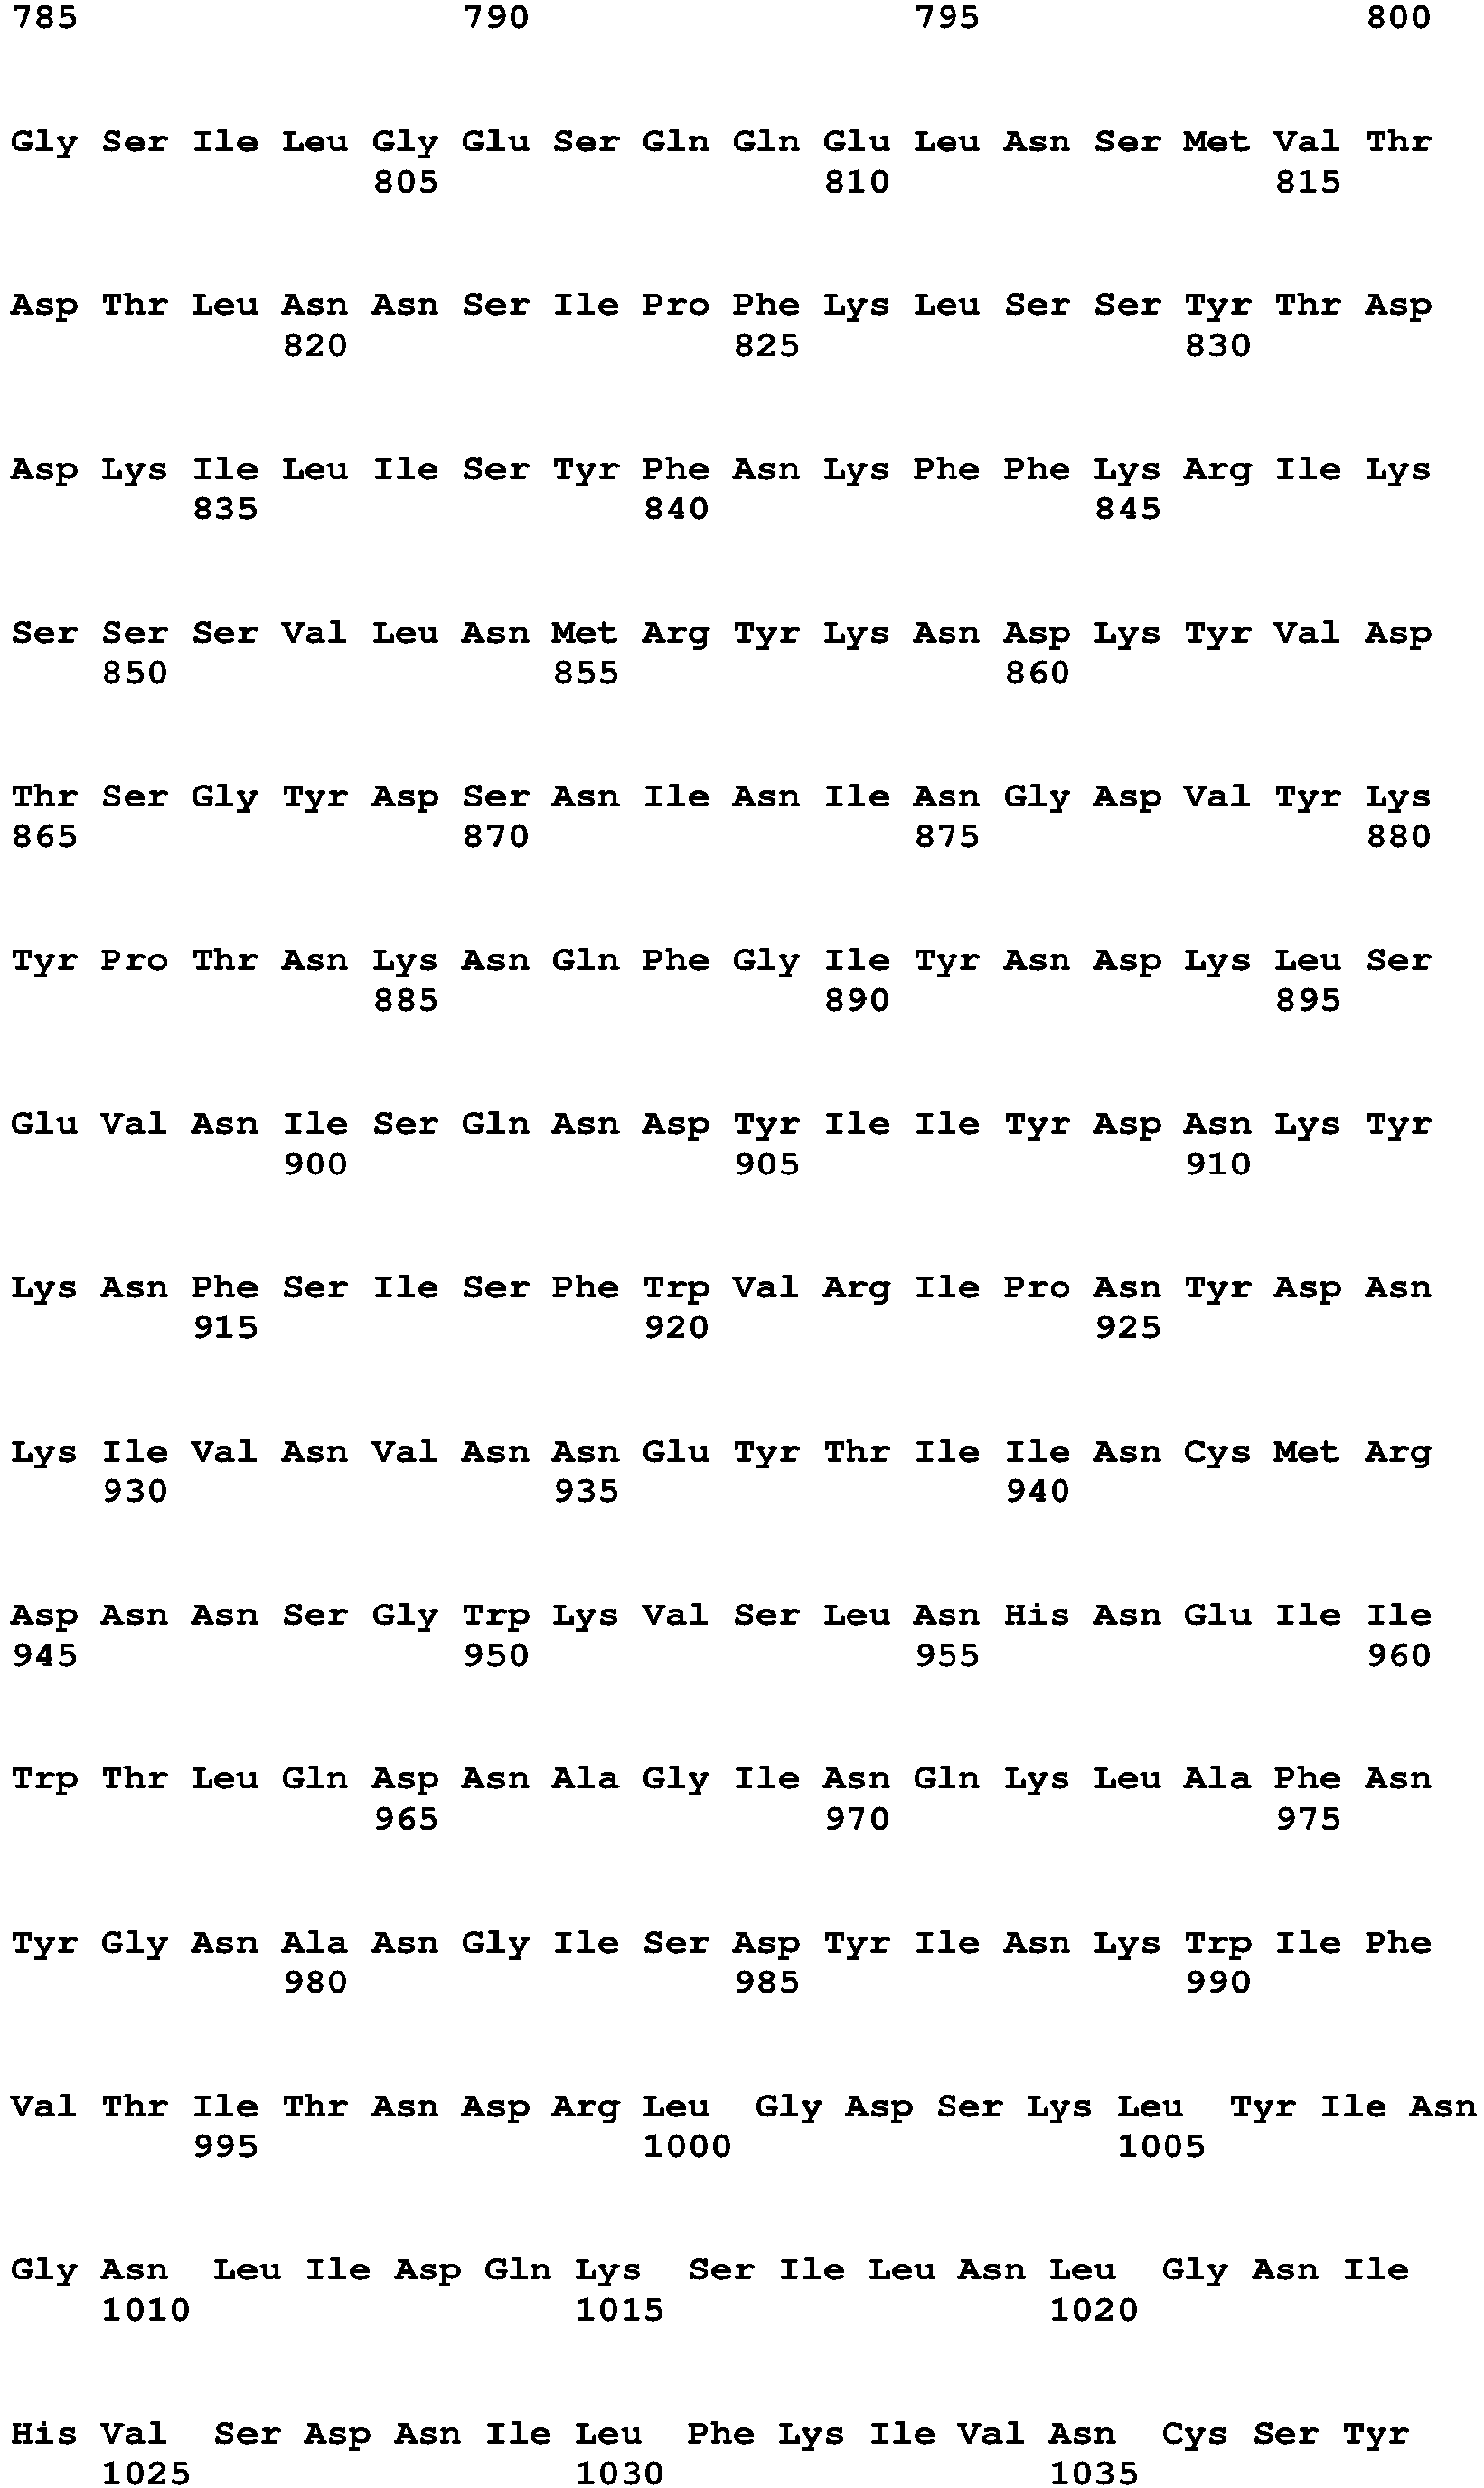 785 790 795 800
Gly Ser Ile Leu Gly Glu Ser Gln Gln Glu Leu Asn Ser Met Val Thr
805 810 815
Asp Thr Leu Asn Asn Ser Ile Pro Phe Lys Leu Ser Ser Tyr Thr Asp
820 825 830
Asp Lys Ile Leu Ile Ser Tyr Phe Asn Lys Phe Phe Lys Arg Ile Lys
835 840 845
Ser Ser Ser Val Leu Asn Met Arg Tyr Lys Asn Asp Lys Tyr Val Asp
850 855 860
Thr Ser Gly Tyr Asp Ser Asn Ile Asn Ile Asn Gly Asp Val Tyr Lys
865 870 875 880
Tyr Pro Thr Asn Lys Asn Gln Phe Gly Ile Tyr Asn Asp Lys Leu Ser
885 890 895
Glu Val Asn Ile Ser Gln Asn Asp Tyr Ile Ile Tyr Asp Asn Lys Tyr
900 905 910
Lys Asn Phe Ser Ile Ser Phe Trp Val Arg Ile Pro Asn Tyr Asp Asn
915 920 925
Lys Ile Val Asn Val Asn Asn Glu Tyr Thr Ile Ile Asn Cys Met Arg
930 935 940
Asp Asn Asn Ser Gly Trp Lys Val Ser Leu Asn His Asn Glu Ile Ile
945 950 955 960
Trp Thr Leu Gln Asp Asn Ala Gly Ile Asn Gln Lys Leu Ala Phe Asn
965 970 975
Tyr Gly Asn Ala Asn Gly Ile Ser Asp Tyr Ile Asn Lys Trp Ile Phe
980 985 990
Val Thr Ile Thr Asn Asp Arg Leu Gly Asp Ser Lys Leu Tyr Ile Asn
995 1000 1005
Gly Asn Leu Ile Asp Gln Lys Ser Ile Leu Asn Leu Gly Asn Ile
1010 1015 1020
His Val Ser Asp Asn Ile Leu Phe Lys Ile Val Asn Cys Ser Tyr
1025 1030 1035